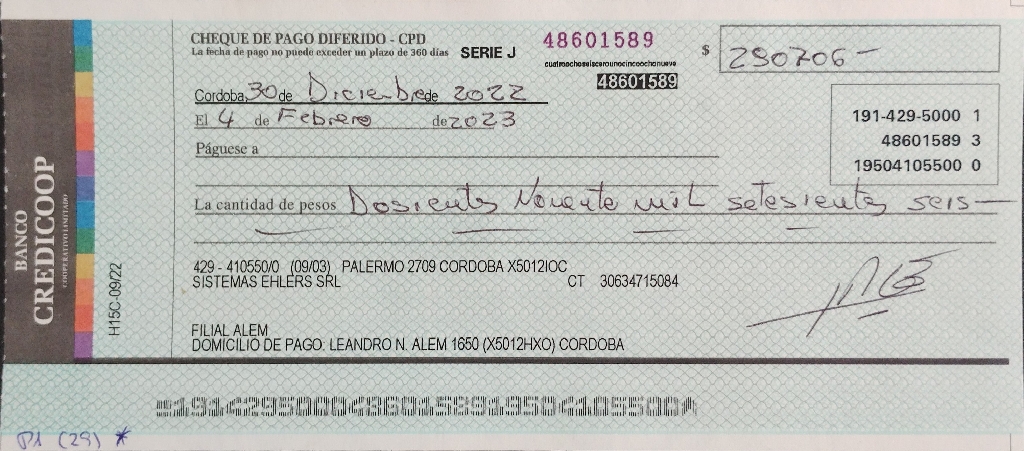 BANCO
CREDICOOP
COOPERATIVO LIMITADO
H15C-09/22
CHEQUE DE PAGO DIFERIDO - CPD
La fecha de pago no puede exceder un plazo de 360 días
SERIE J
48601589
cuatroochoseiscerounocincoochonueve
48601589
$ 290706-
Cordoba, 30 de Diciembre de 2022
El 4 de Febrero de 2023
191-429-5000 1
48601589 3
19504105500 0
Páguese a
La cantidad de pesos Dosientos Noventa mil setesientos seis-
429 - 410550/0 (09/03) PALERMO 2709 CORDOBA X5012IOC
SISTEMAS EHLERS SRL CT 30634715084
FILIAL ALEM
DOMICILIO DE PAGO: LEANDRO N. ALEM 1650 (X5012HXO) CORDOBA
P1 (29) *